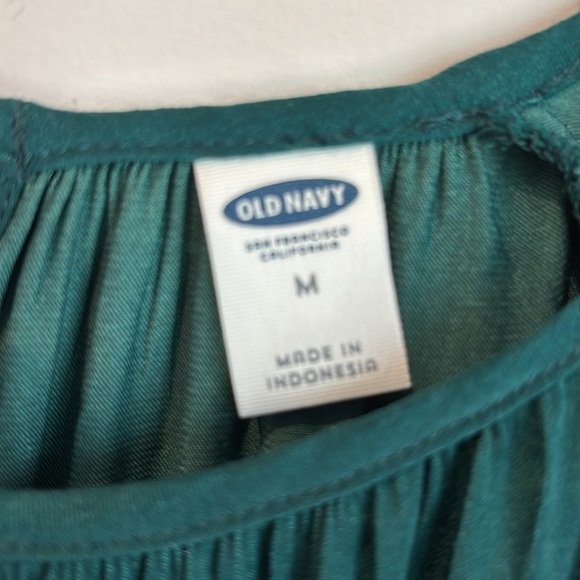 OLD NAVY
SAN FRANCISCO
CALIFORNIA
M
MADE IN
INDONESIA